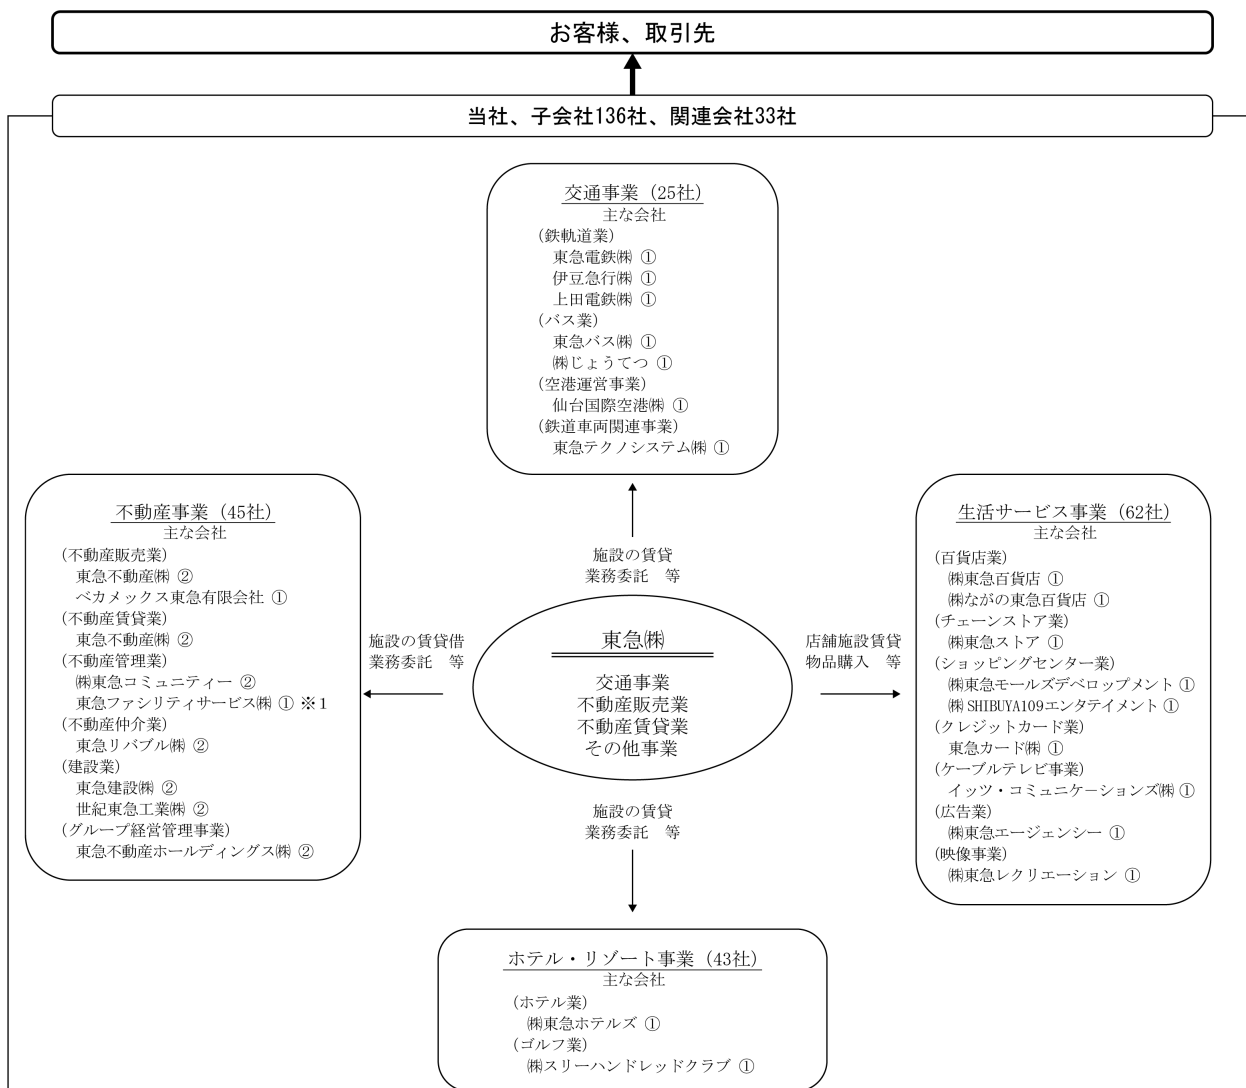 お客様、取引先
当社、子会社136社、関連会社33社
交通事業（25社）
主な会社
(鉄軌道業)
東急電鉄㈱ ①
伊豆急行㈱ ①
上田電鉄㈱ ①
(バス業)
東急バス㈱ ①
㈱じょうてつ ①
(空港運営事業)
仙台国際空港㈱ ①
(鉄道車両関連事業)
東急テクノシステム㈱ ①
不動産事業（45社）
主な会社
(不動産販売業)
東急不動産㈱ ②
ベカメックス東急有限会社 ①
(不動産賃貸業)
東急不動産㈱ ②
(不動産管理業)
㈱東急コミュニティー ②
東急ファシリティサービス㈱ ① ※1
(不動産仲介業)
東急リバブル㈱ ②
(建設業)
東急建設㈱ ②
世紀東急工業㈱ ②
(グループ経営管理事業)
東急不動産ホールディングス㈱ ②
施設の賃貸
業務委託 等
施設の賃貸借
業務委託 等
東急㈱
交通事業
不動産販売業
不動産賃貸業
その他事業
店舗施設賃貸
物品購入 等
施設の賃貸
業務委託 等
生活サービス事業（62社）
主な会社
(百貨店業)
㈱東急百貨店 ①
㈱ながの東急百貨店 ①
(チェーンストア業)
㈱東急ストア ①
(ショッピングセンター業)
㈱東急モールズデベロップメント ①
㈱SHIBUYA109エンタテイメント ①
(クレジットカード業)
東急カード㈱ ①
(ケーブルテレビ事業)
イッツ・コミュニケーションズ㈱ ①
(広告業)
㈱東急エージェンシー ①
(映像事業)
㈱東急レクリエーション ①
ホテル・リゾート事業（43社）
主な会社
(ホテル業)
㈱東急ホテルズ ①
(ゴルフ業)
㈱スリーハンドレッドクラブ ①